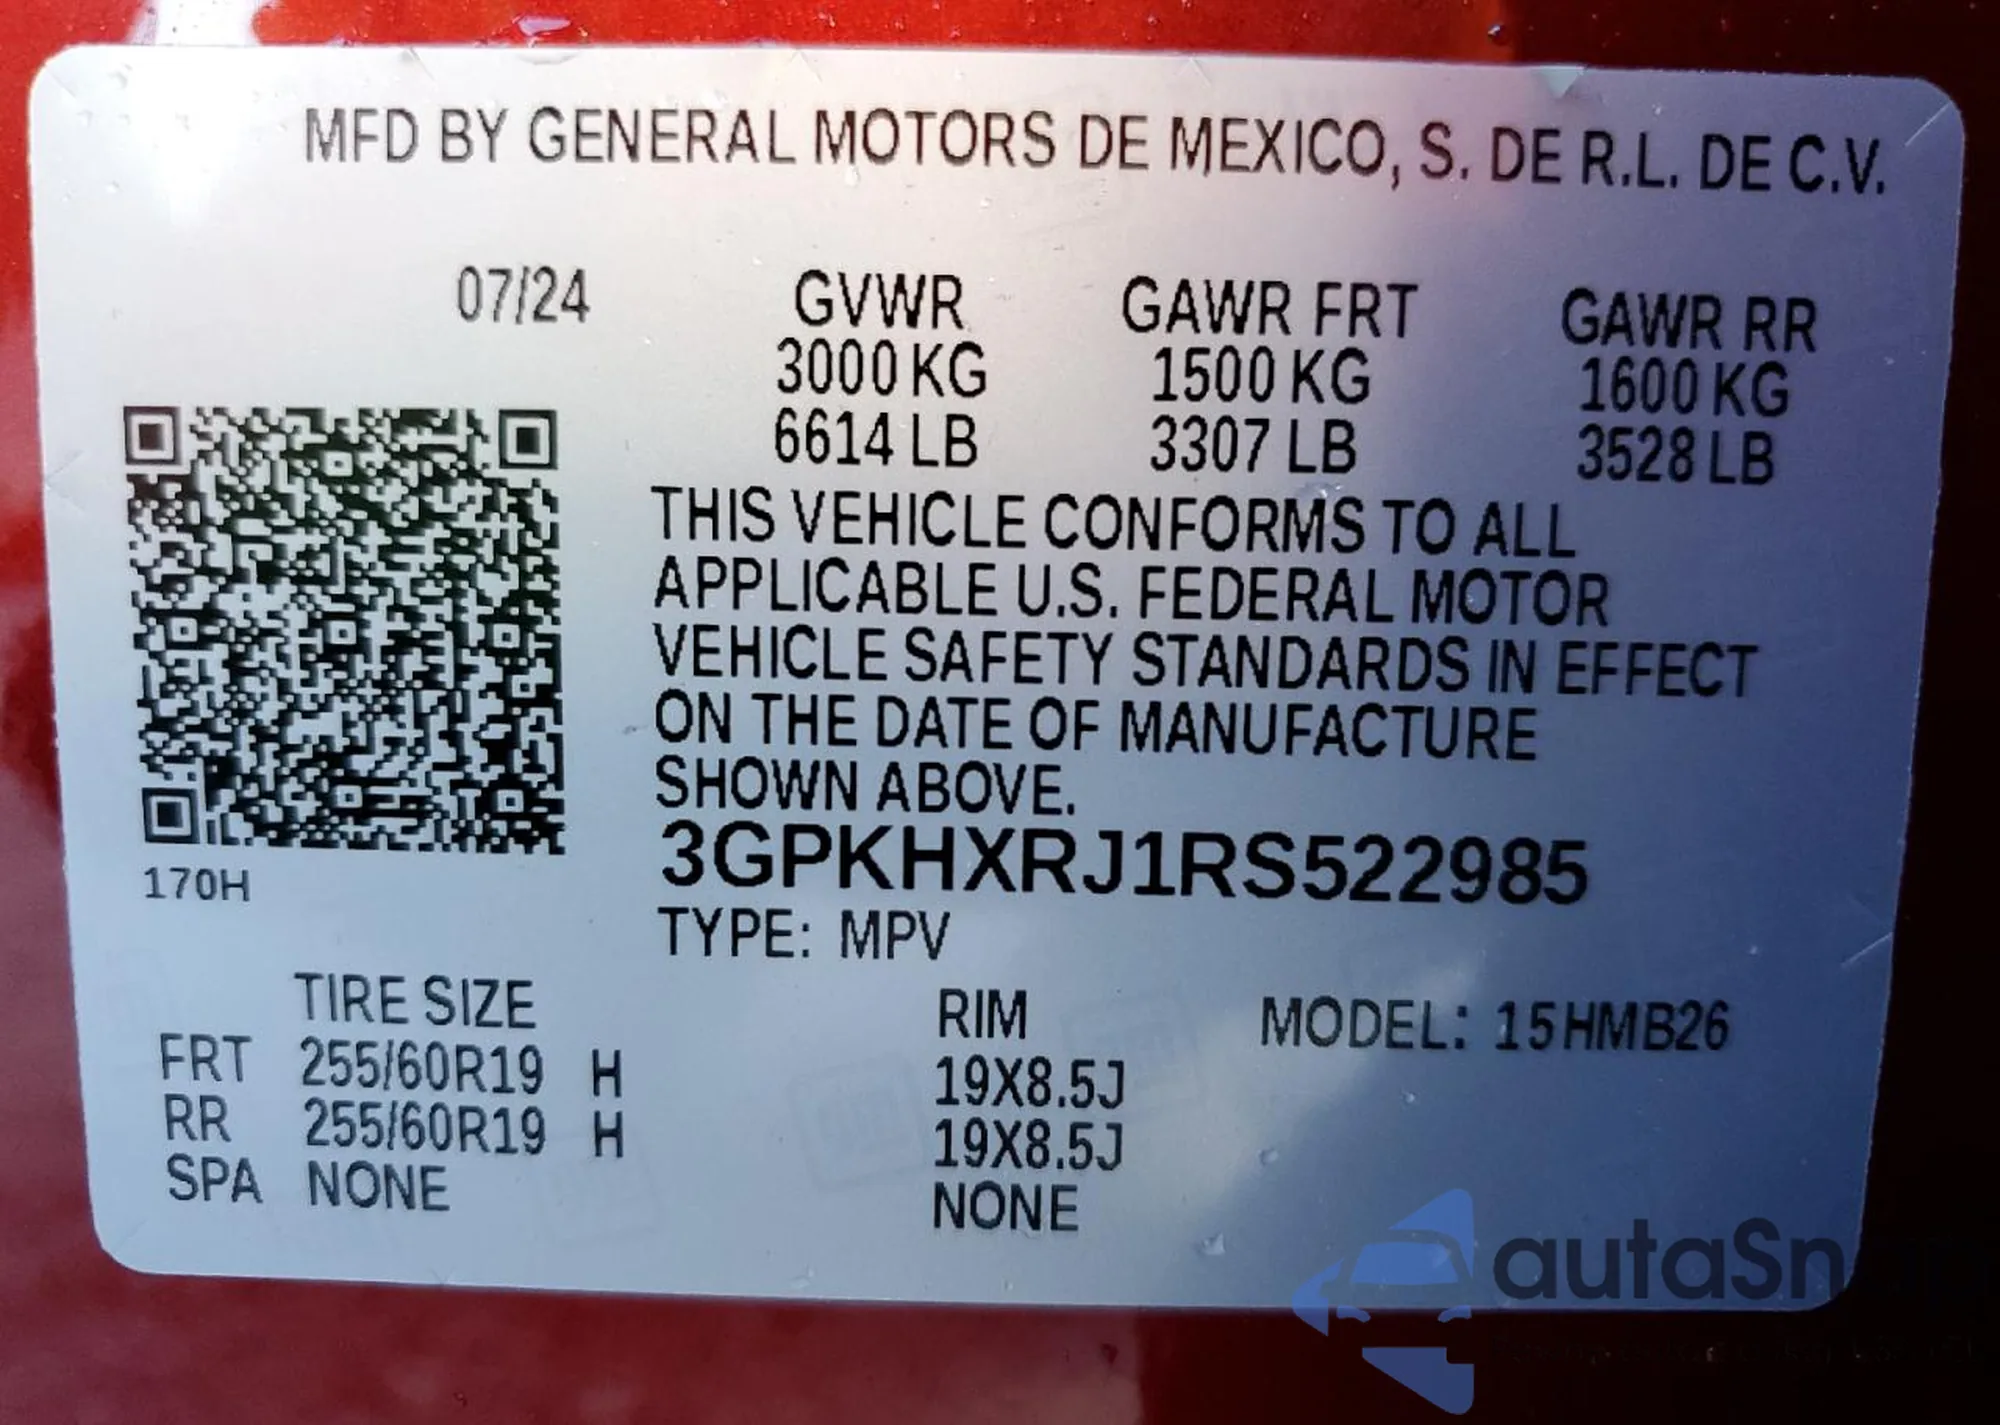 MFD BY GENERAL MOTORS DE MEXICO, S. DE R.L. DE C.V.
07/24 GVWR GAWR FRT GAWR RR
3000 KG 1500 KG 1600 KG
6614 LB 3307 LB 3528 LB
THIS VEHICLE CONFORMS TO ALL
APPLICABLE U.S. FEDERAL MOTOR
VEHICLE SAFETY STANDARDS IN EFFECT
ON THE DATE OF MANUFACTURE
SHOWN ABOVE.
3GPKHXRJ1RS522985
170H
TYPE: MPV
TIRE SIZE RIM MODEL: 15HMB26
FRT 255/60R19 H 19X8.5J
RR 255/60R19 H 19X8.5J
SPA NONE NONE
autaSnap